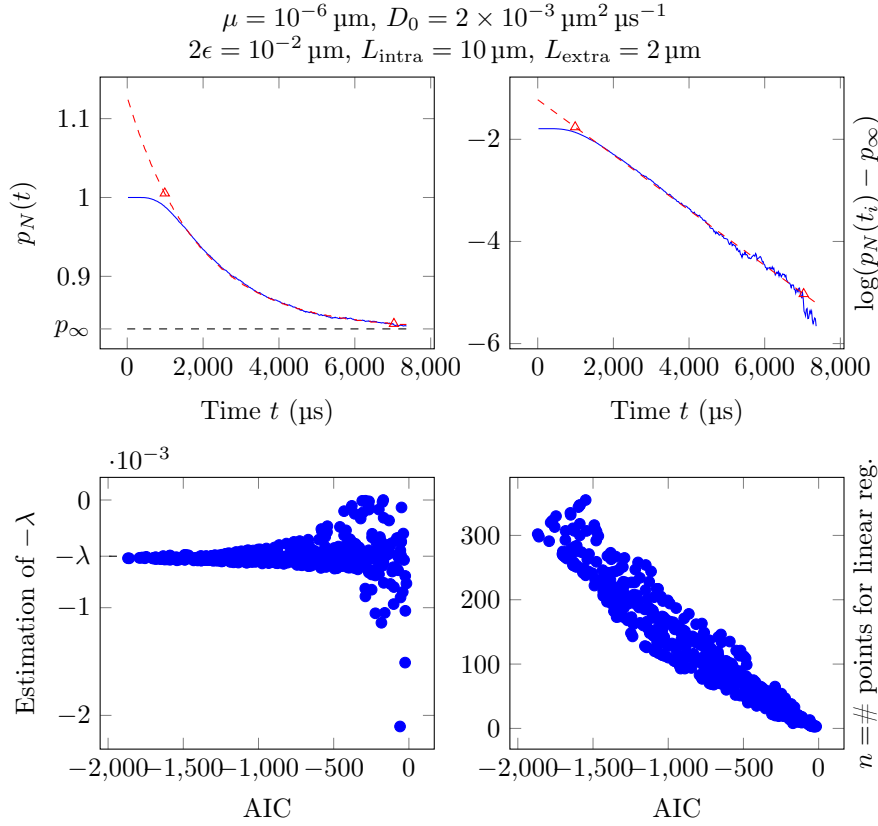 μ = 10⁻⁶ µm, D₀ = 2 × 10⁻³ µm² µs⁻¹
2ϵ = 10⁻² µm, L_intra = 10 µm, L_extra = 2 µm
p_N(t)
1.1
1
0.9
p_∞
0 2,000 4,000 6,000 8,000
Time t (µs)
−2
−4
−6
0 2,000 4,000 6,000 8,000
Time t (µs)
log(p_N(t_i) − p_∞)
·10⁻³
Estimation of −λ
0
−λ
−1
−2
−2,000 −1,500 −1,000 −500 0
AIC
300
200
100
0
−2,000 −1,500 −1,000 −500 0
AIC
n = # points for linear reg.